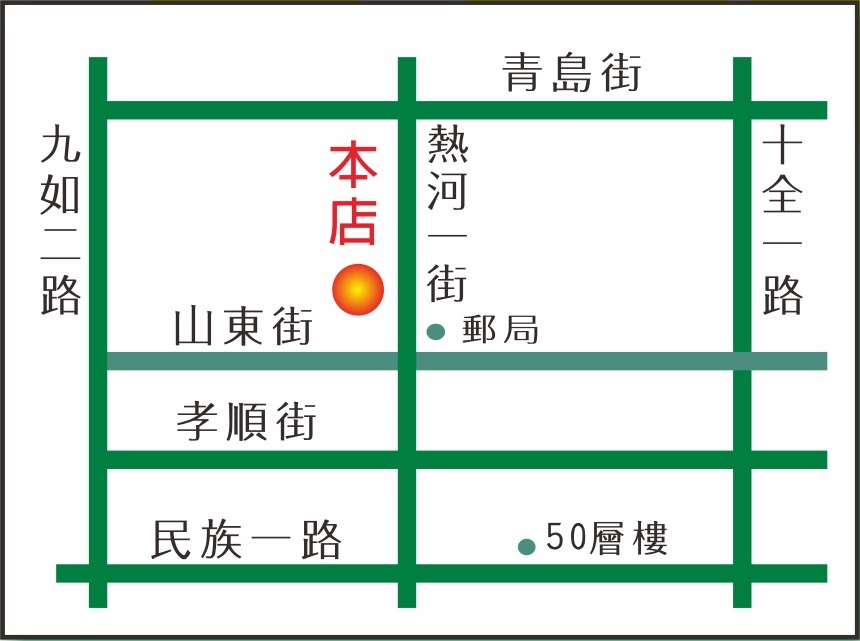 青島街
九如二路
本店
熱河一街
十全一路
山東街
郵局
孝順街
民族一路
50層樓